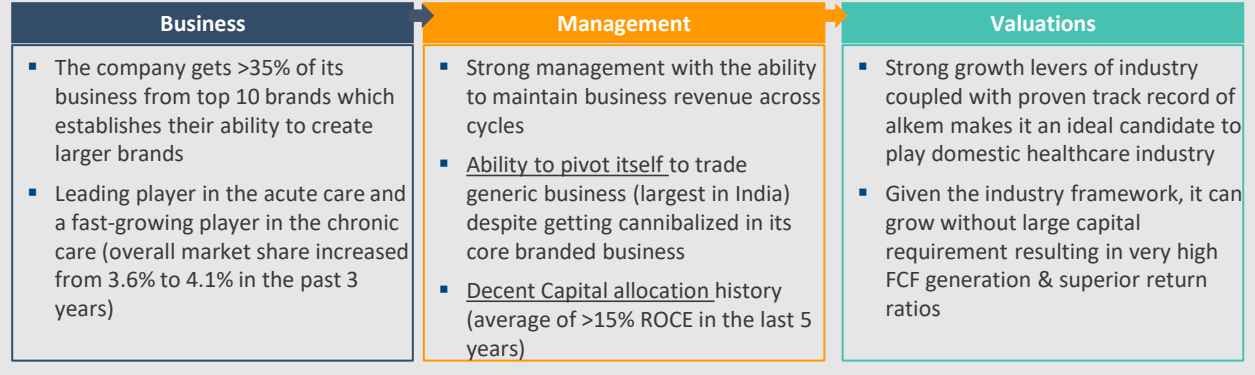 Business
▪ The company gets >35% of its
business from top 10 brands which
establishes their ability to create
larger brands
▪ Leading player in the acute care and
a fast-growing player in the chronic
care (overall market share increased
from 3.6% to 4.1% in the past 3
years)
Management
▪ Strong management with the ability
to maintain business revenue across
cycles
▪ Ability to pivot itself to trade
generic business (largest in India)
despite getting cannibalized in its
core branded business
▪ Decent Capital allocation history
(average of >15% ROCE in the last 5
years)
Valuations
▪ Strong growth levers of industry
coupled with proven track record of
alkem makes it an ideal candidate to
play domestic healthcare industry
▪ Given the industry framework, it can
grow without large capital
requirement resulting in very high
FCF generation & superior return
ratios